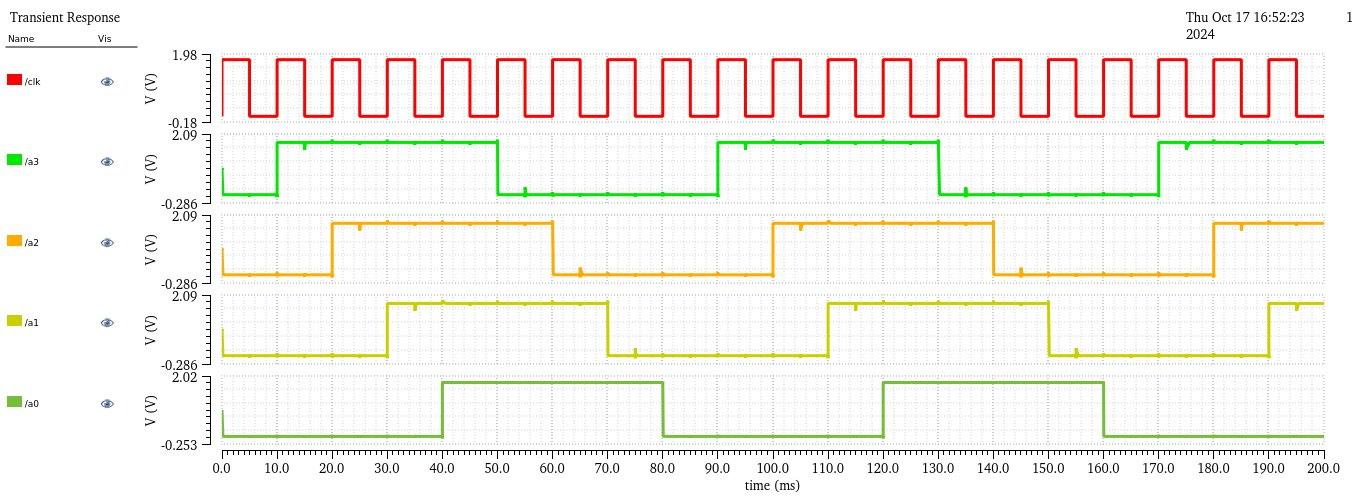 Transient Response
Thu Oct 17 16:52:23 1
2024
Name Vis
/clk
V (V)
1.98
-0.18
/a3
V (V)
2.09
-0.286
/a2
V (V)
2.09
-0.286
/a1
V (V)
2.09
-0.286
/a0
V (V)
2.02
-0.253
0.0 10.0 20.0 30.0 40.0 50.0 60.0 70.0 80.0 90.0 100.0 110.0 120.0 130.0 140.0 150.0 160.0 170.0 180.0 190.0 200.0
time (ms)